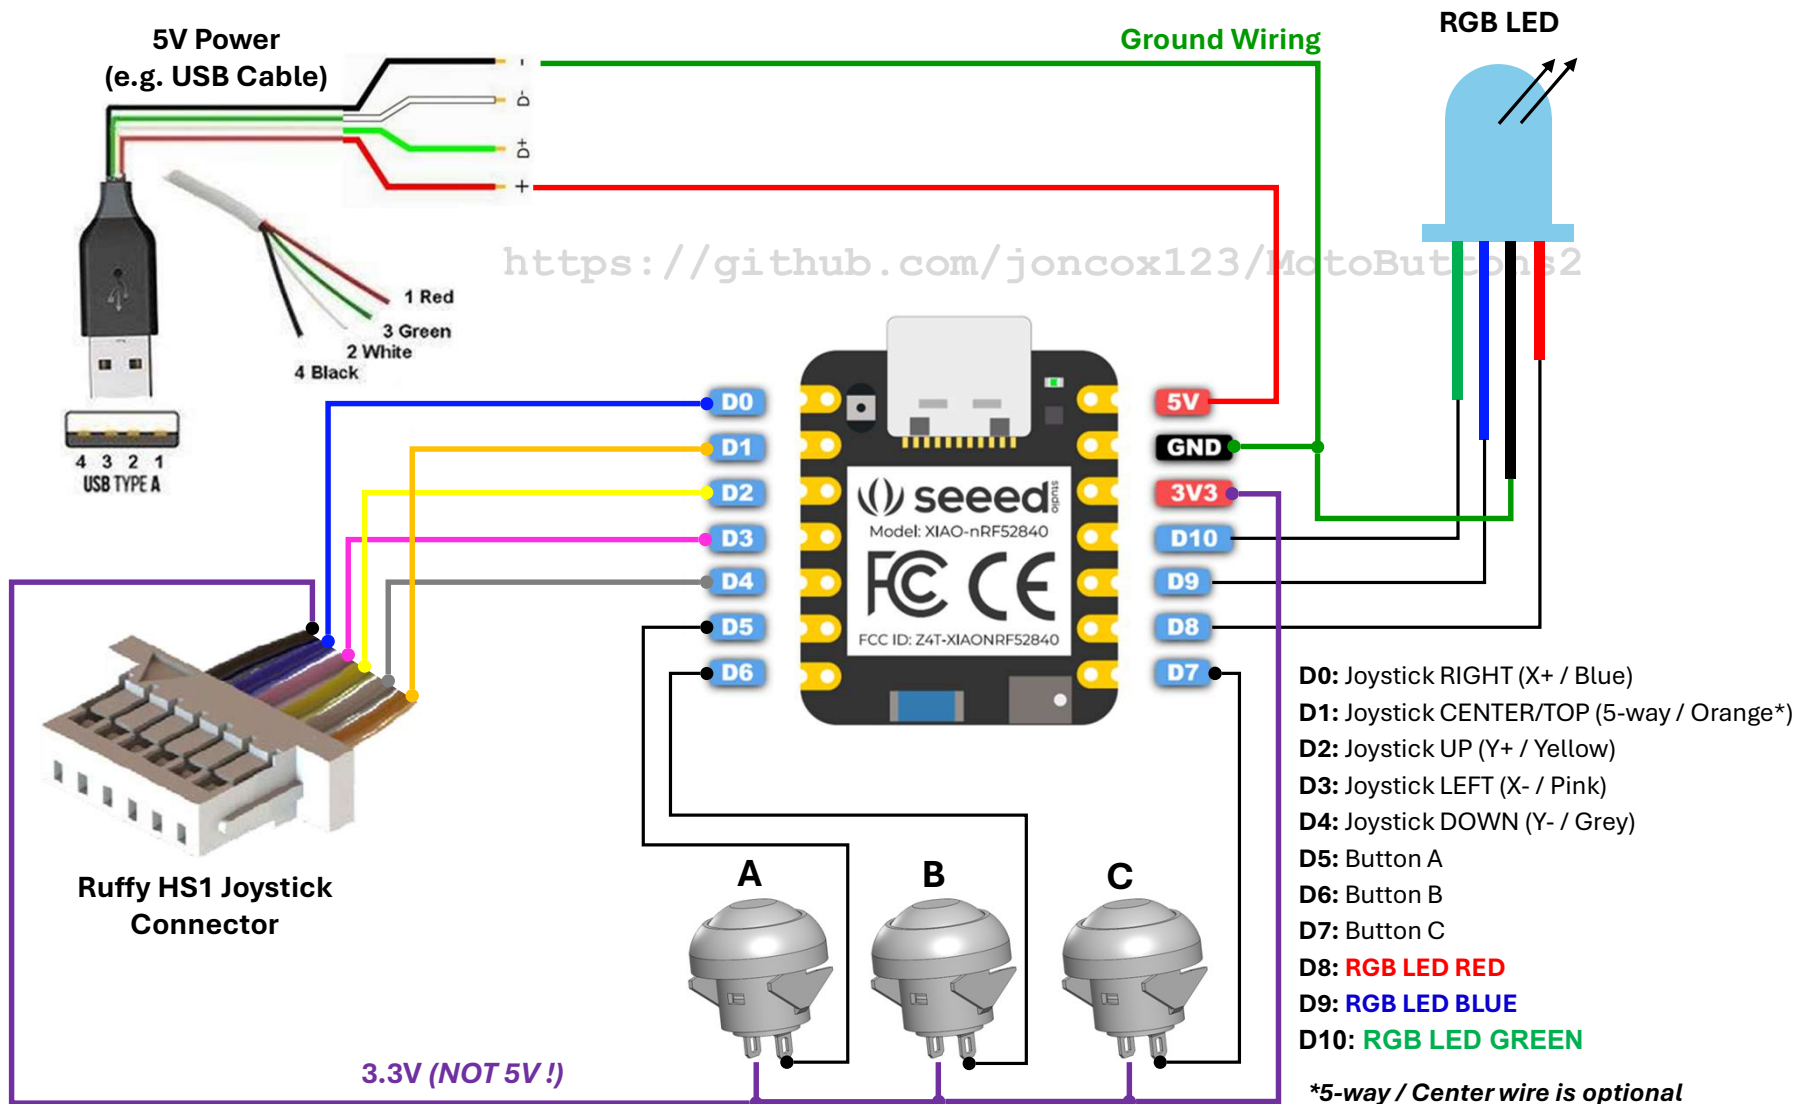 5V Power
(e.g. USB Cable)
-
D-
D+
+
Ground Wiring
RGB LED
https://github.com/joncox123/MotoButtons2
1 Red
3 Green
2 White
4 Black
4 3 2 1
USB TYPE A
D0
D1
D2
D3
D4
D5
D6
5V
GND
3V3
D10
D9
D8
D7
seeed studio
Model: XIAO-nRF52840
FC CE
FCC ID: Z4T-XIAONRF52840
Ruffy HS1 Joystick
Connector
A
B
C
3.3V (NOT 5V !)
D0: Joystick RIGHT (X+ / Blue)
D1: Joystick CENTER/TOP (5-way / Orange*)
D2: Joystick UP (Y+ / Yellow)
D3: Joystick LEFT (X- / Pink)
D4: Joystick DOWN (Y- / Grey)
D5: Button A
D6: Button B
D7: Button C
D8: RGB LED RED
D9: RGB LED BLUE
D10: RGB LED GREEN
*5-way / Center wire is optional